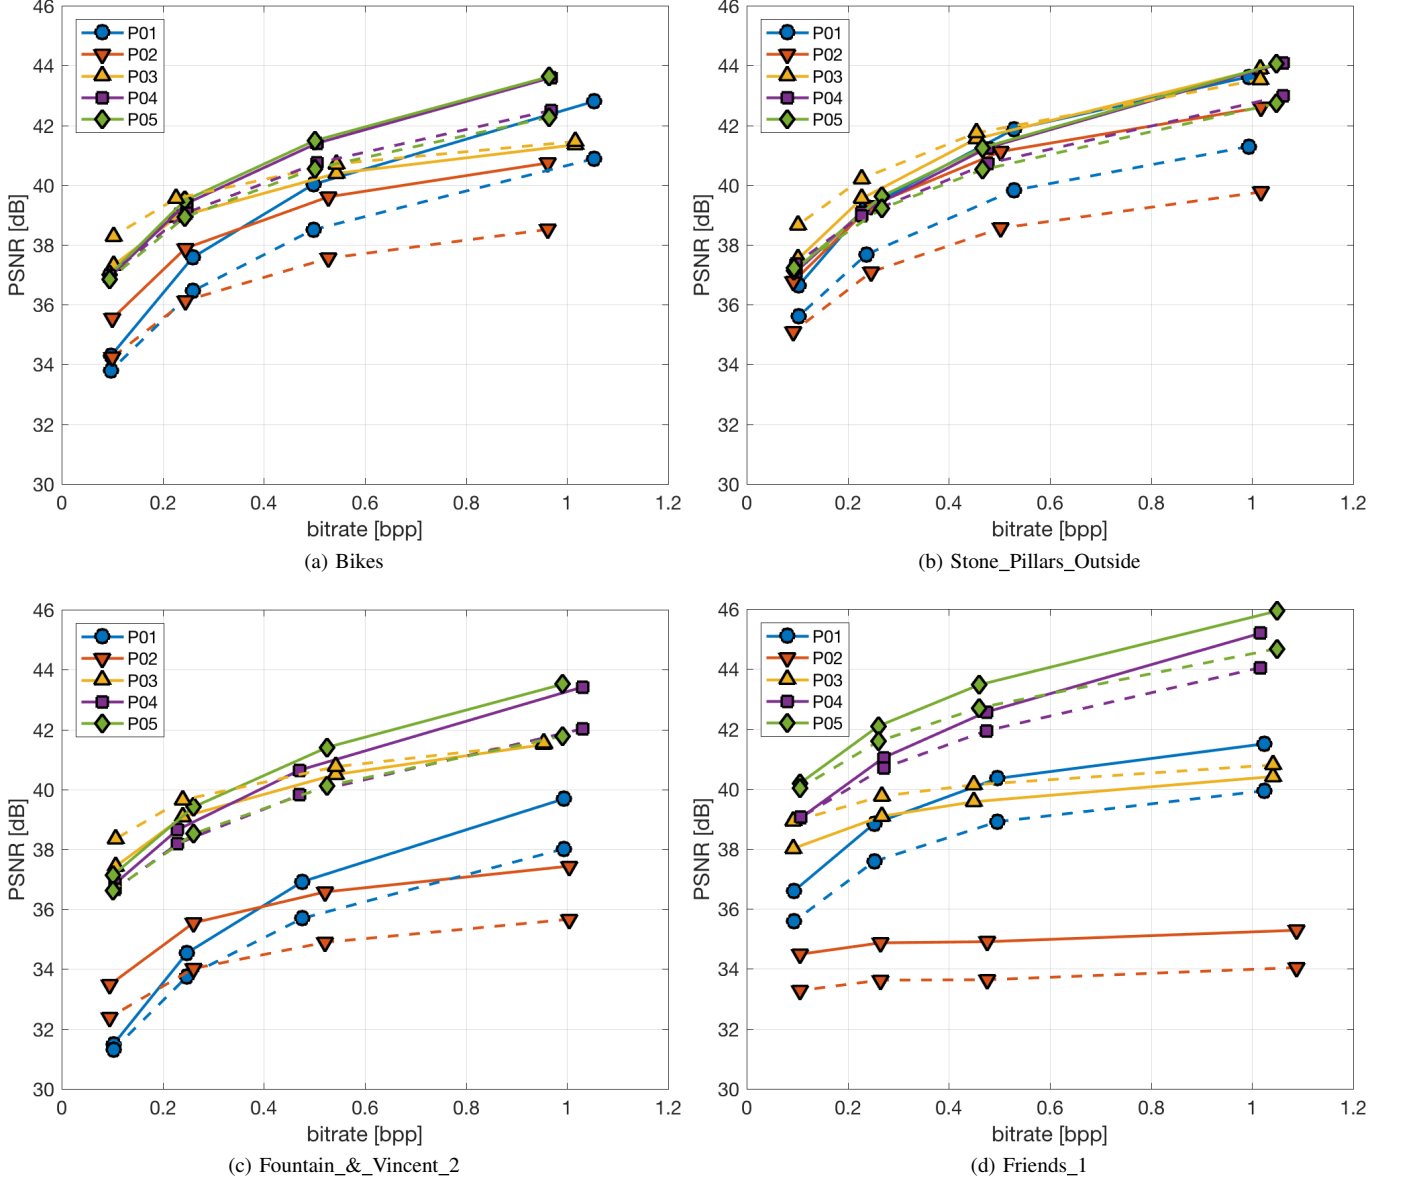 46
44
42
40
38
36
34
32
30
PSNR [dB]
P01
P02
P03
P04
P05
0 0.2 0.4 0.6 0.8 1 1.2
bitrate [bpp]
(a) Bikes
46
44
42
40
38
36
34
32
30
PSNR [dB]
P01
P02
P03
P04
P05
0 0.2 0.4 0.6 0.8 1 1.2
bitrate [bpp]
(b) Stone_Pillars_Outside
46
44
42
40
38
36
34
32
30
PSNR [dB]
P01
P02
P03
P04
P05
0 0.2 0.4 0.6 0.8 1 1.2
bitrate [bpp]
(c) Fountain_&_Vincent_2
46
44
42
40
38
36
34
32
30
PSNR [dB]
P01
P02
P03
P04
P05
0 0.2 0.4 0.6 0.8 1 1.2
bitrate [bpp]
(d) Friends_1